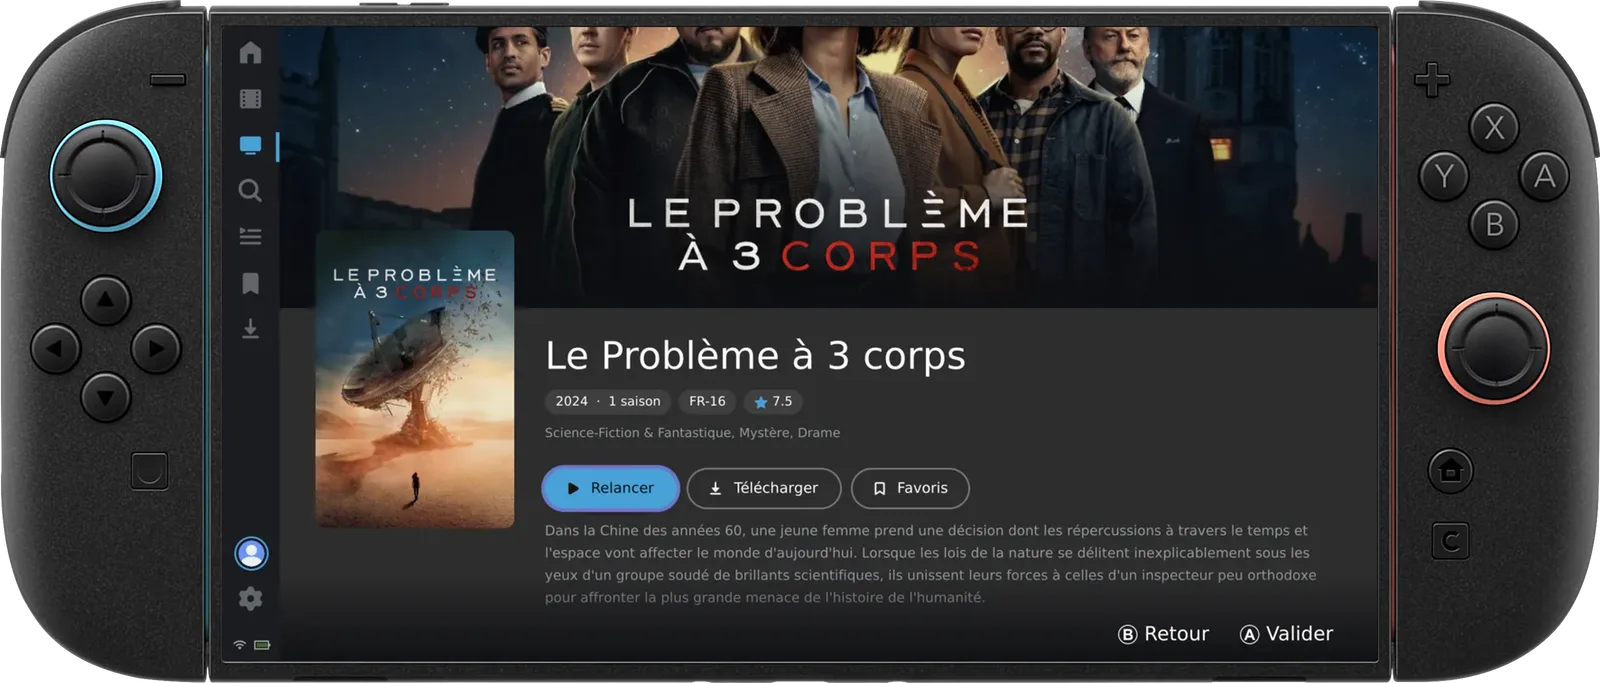 LE PROBLÈME
À 3 CORPS
LE PROBLÈME
À 3 CORPS
Le Problème à 3 corps
2024 · 1 saison FR-16 7.5
Science-Fiction & Fantastique, Mystère, Drame
Relancer Télécharger Favoris
Dans la Chine des années 60, une jeune femme prend une décision dont les répercussions à travers le temps et
l'espace vont affecter le monde d'aujourd'hui. Lorsque les lois de la nature se délitent inexplicablement sous les
yeux d'un groupe soudé de brillants scientifiques, ils unissent leurs forces à celles d'un inspecteur peu orthodoxe
pour affronter la plus grande menace de l'histoire de l'humanité.
B Retour A Valider
X
Y A
B
C